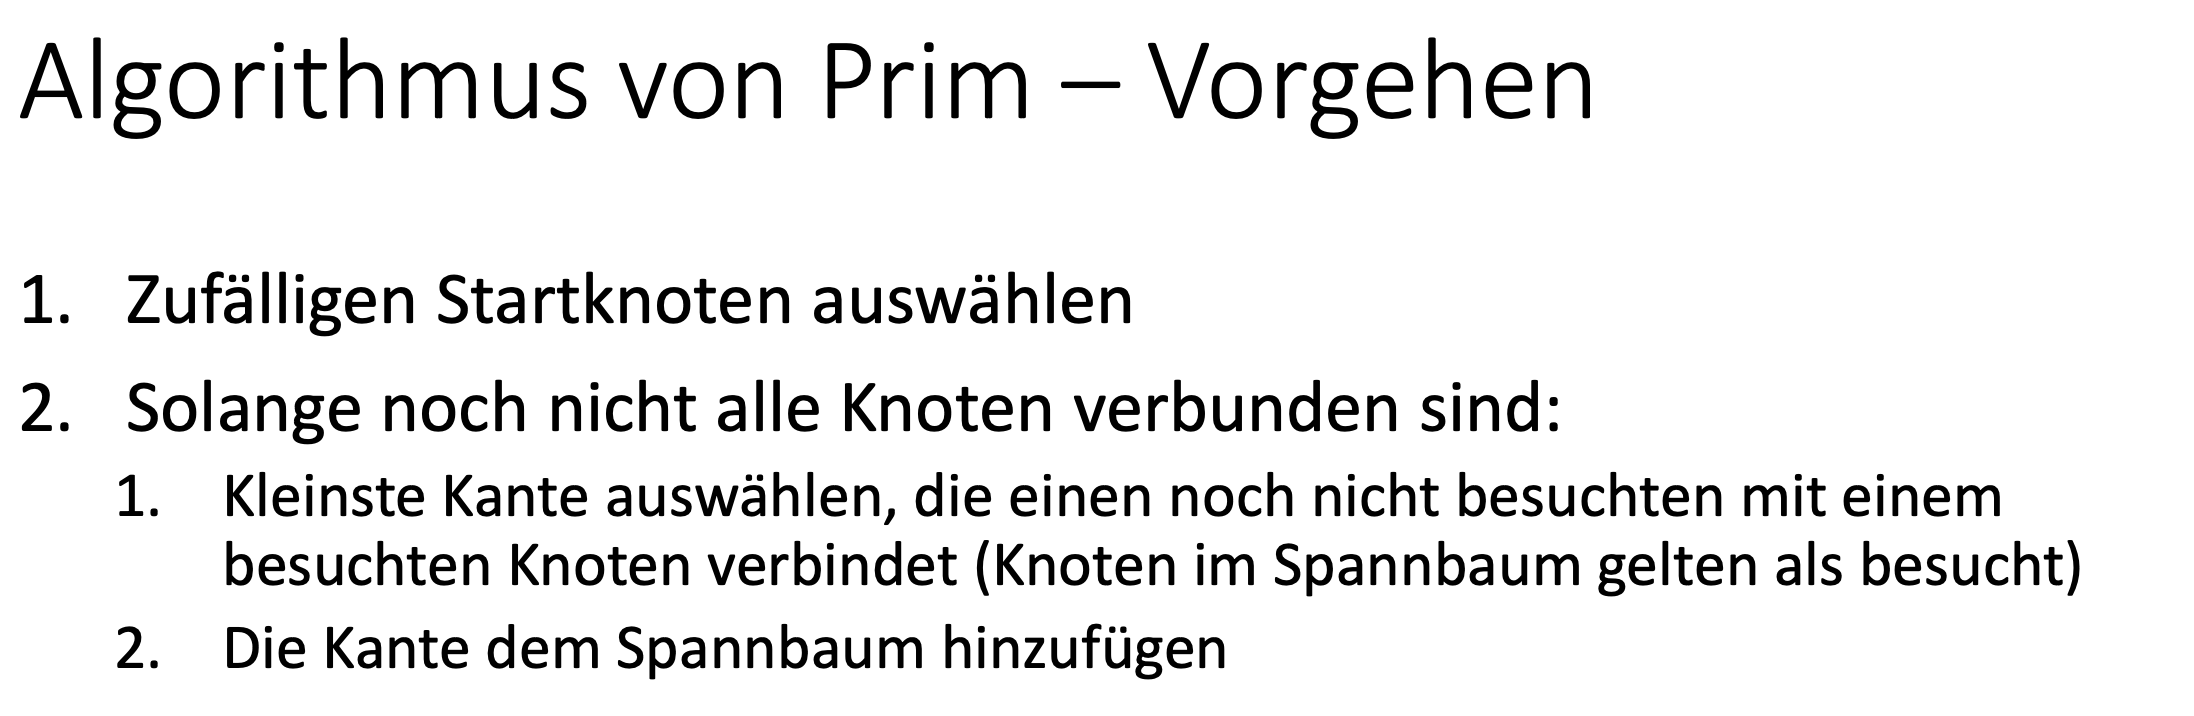 Algorithmus von Prim – Vorgehen
1. Zufälligen Startknoten auswählen
2. Solange noch nicht alle Knoten verbunden sind:
1. Kleinste Kante auswählen, die einen noch nicht besuchten mit einem
besuchten Knoten verbindet (Knoten im Spannbaum gelten als besucht)
2. Die Kante dem Spannbaum hinzufügen